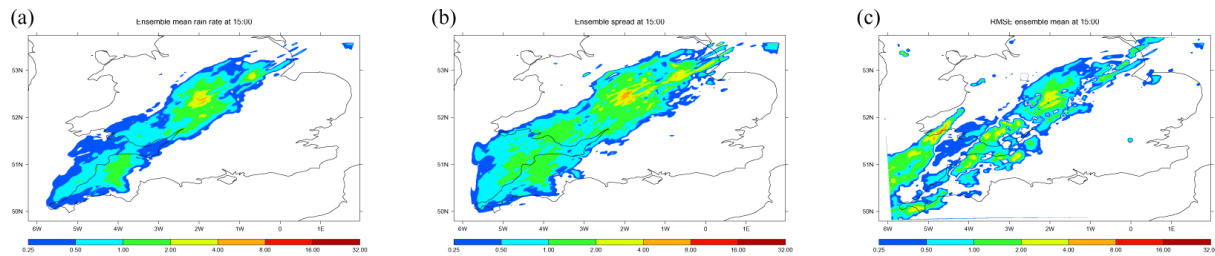 (a)
Ensemble mean rain rate at 15:00
53N
52N
51N
50N
6W 5W 4W 3W 2W 1W 0 1E
0.25 0.50 1.00 2.00 4.00 8.00 16.00 32.00
(b)
Ensemble spread at 15:00
53N
52N
51N
50N
6W 5W 4W 3W 2W 1W 0 1E
0.25 0.50 1.00 2.00 4.00 8.00 16.00 32.00
(c)
RMSE ensemble mean at 15:00
53N
52N
51N
50N
6W 5W 4W 3W 2W 1W 0 1E
0.25 0.50 1.00 2.00 4.00 8.00 16.00 32.0